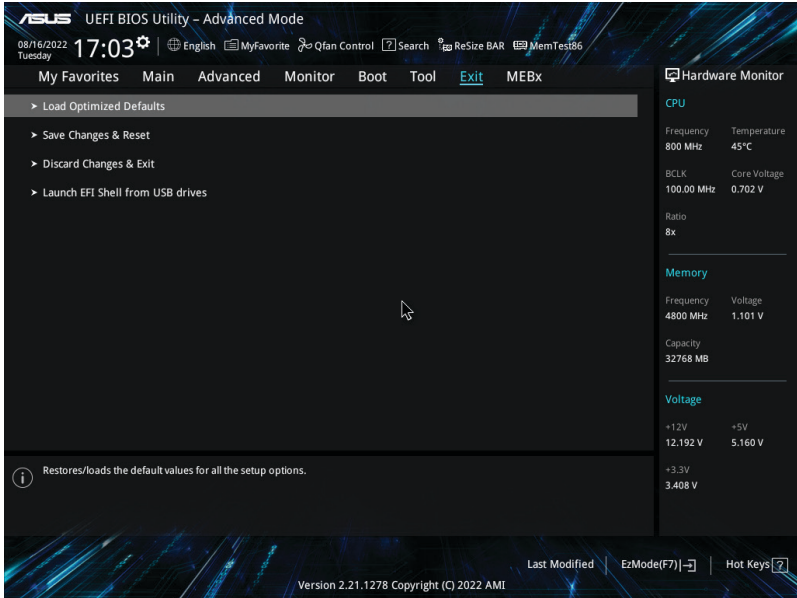 ASUS UEFI BIOS Utility – Advanced Mode
08/16/2022 17:03 English MyFavorite Qfan Control ? Search ReSize BAR MemTest86
Tuesday
My Favorites Main Advanced Monitor Boot Tool Exit MEBx
> Load Optimized Defaults
> Save Changes & Reset
> Discard Changes & Exit
> Launch EFI Shell from USB drives
Restores/loads the default values for all the setup options.
Hardware Monitor
CPU
Frequency Temperature
800 MHz 45°C
BCLK Core Voltage
100.00 MHz 0.702 V
Ratio
8x
Memory
Frequency Voltage
4800 MHz 1.101 V
Capacity
32768 MB
Voltage
+12V +5V
12.192 V 5.160 V
+3.3V
3.408 V
Last Modified EzMode(F7) Hot Keys ?
Version 2.21.1278 Copyright (C) 2022 AMI